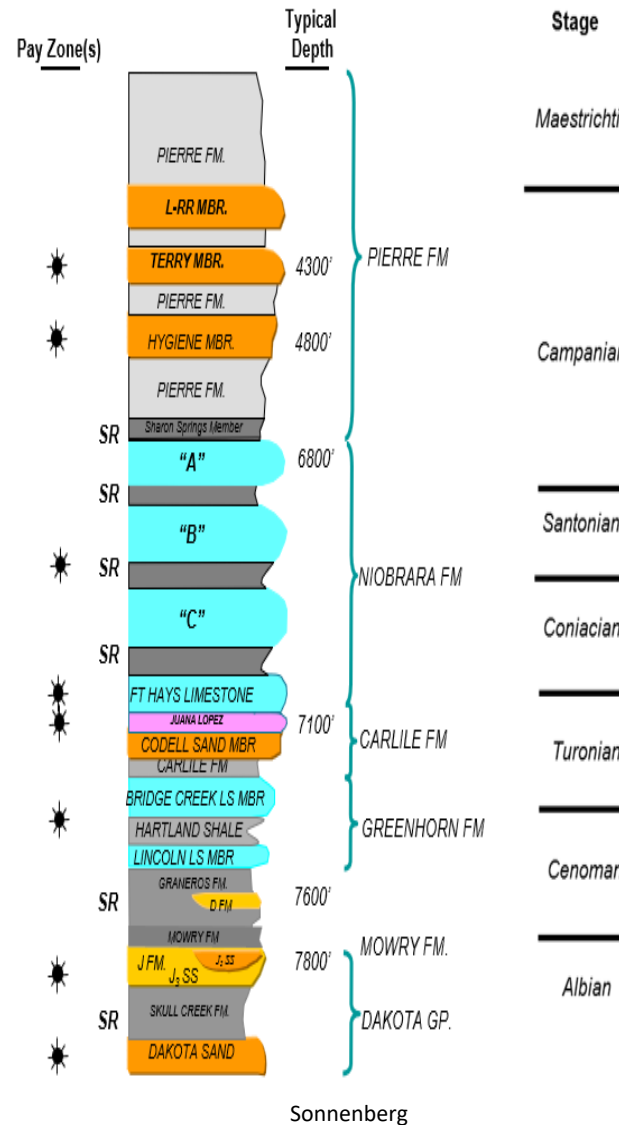 Typical
Depth
Stage
Pay Zone(s)
Maestrichti
PIERRE FM.
L-RR MBR.
TERRY MBR.
4300'
PIERRE FM
PIERRE FM.
HYGIENE MBR.
4800'
Campanian
PIERRE FM.
SR
Sharon Springs Member
"A"
6800'
SR
"B"
Santonian
SR
NIOBRARA FM
"C"
Coniacian
SR
FT HAYS LIMESTONE
JUANA LOPEZ
7100'
CODELL SAND MBR
CARLILE FM
Turonian
CARLILE FM
BRIDGE CREEK LS MBR
HARTLAND SHALE
GREENHORN FM
LINCOLN LS MBR
Cenoman
GRANEROS FM.
SR
D FM
7600'
MOWRY FM
MOWRY FM.
J FM.
J2 SS
7800'
J3 SS
Albian
SKULL CREEK FM.
SR
DAKOTA GP.
DAKOTA SAND
Sonnenberg